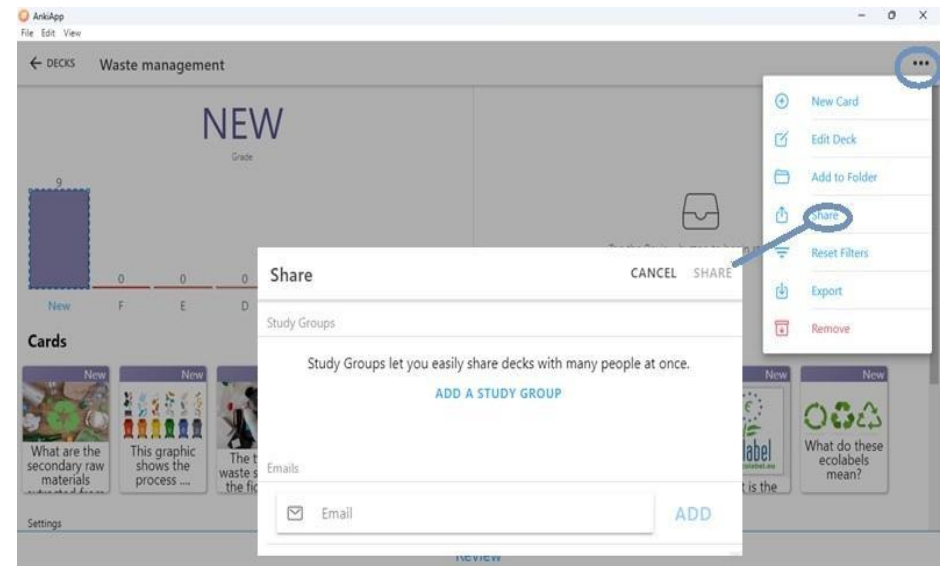 AnkiApp
File Edit View
← DECKS Waste management
•••
NEW
Grade
9
0
0
0
New
F
E
D
New Card
Edit Deck
Add to Folder
Share
Reset Filters
Export
Remove
Share
CANCEL SHARE
Study Groups
Study Groups let you easily share decks with many people at once.
ADD A STUDY GROUP
Emails
Email
ADD
Cards
New
What are the
secondary raw
materials
New
This graphic
shows the
process ....
The t
waste s
the fic
New
label
t is the
New
What do these
ecolabels
mean?
Settings
Review